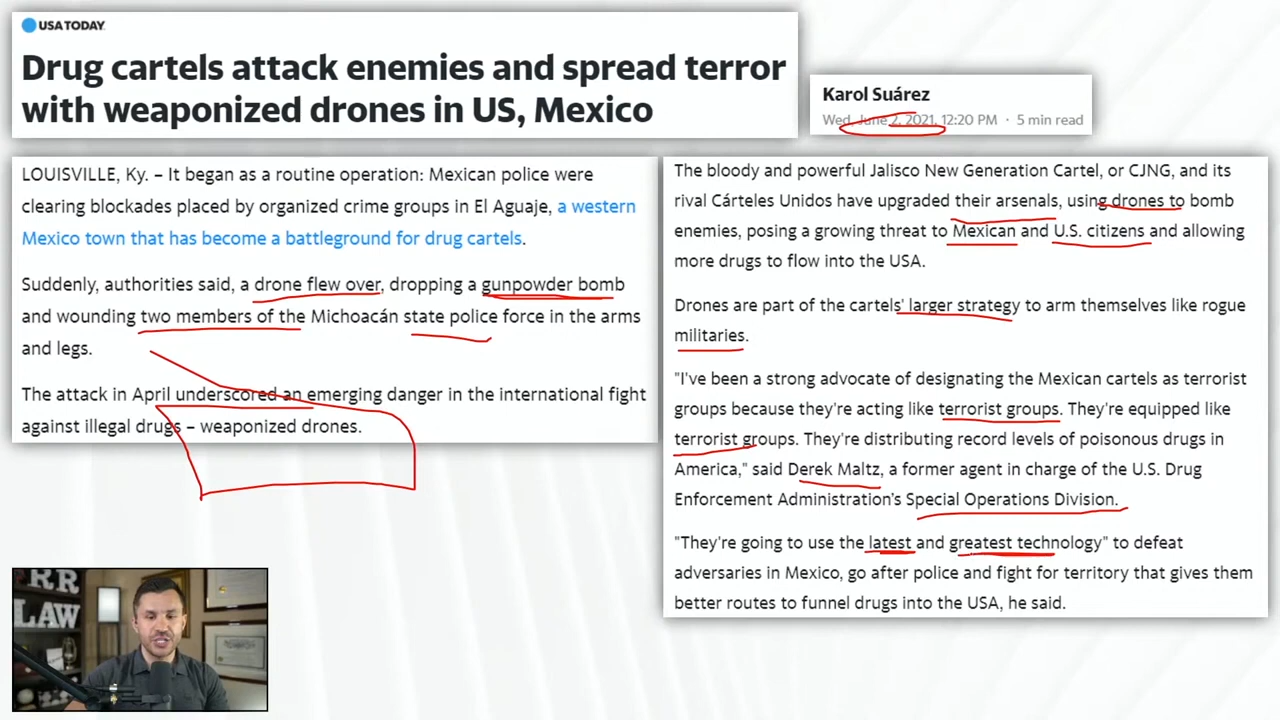 USA TODAY
Drug cartels attack enemies and spread terror
with weaponized drones in US, Mexico
Karol Suárez
Wed, June 2, 2021, 12:20 PM · 5 min read
LOUISVILLE, Ky. – It began as a routine operation: Mexican police were
clearing blockades placed by organized crime groups in El Aguaje, a western
Mexico town that has become a battleground for drug cartels.
Suddenly, authorities said, a drone flew over, dropping a gunpowder bomb
and wounding two members of the Michoacán state police force in the arms
and legs.
The attack in April underscored an emerging danger in the international fight
against illegal drugs – weaponized drones.
The bloody and powerful Jalisco New Generation Cartel, or CJNG, and its
rival Cárteles Unidos have upgraded their arsenals, using drones to bomb
enemies, posing a growing threat to Mexican and U.S. citizens and allowing
more drugs to flow into the USA.
Drones are part of the cartels' larger strategy to arm themselves like rogue
militaries.
"I've been a strong advocate of designating the Mexican cartels as terrorist
groups because they're acting like terrorist groups. They're equipped like
terrorist groups. They're distributing record levels of poisonous drugs in
America," said Derek Maltz, a former agent in charge of the U.S. Drug
Enforcement Administration's Special Operations Division.
"They're going to use the latest and greatest technology" to defeat
adversaries in Mexico, go after police and fight for territory that gives them
better routes to funnel drugs into the USA, he said.
RR
LAW